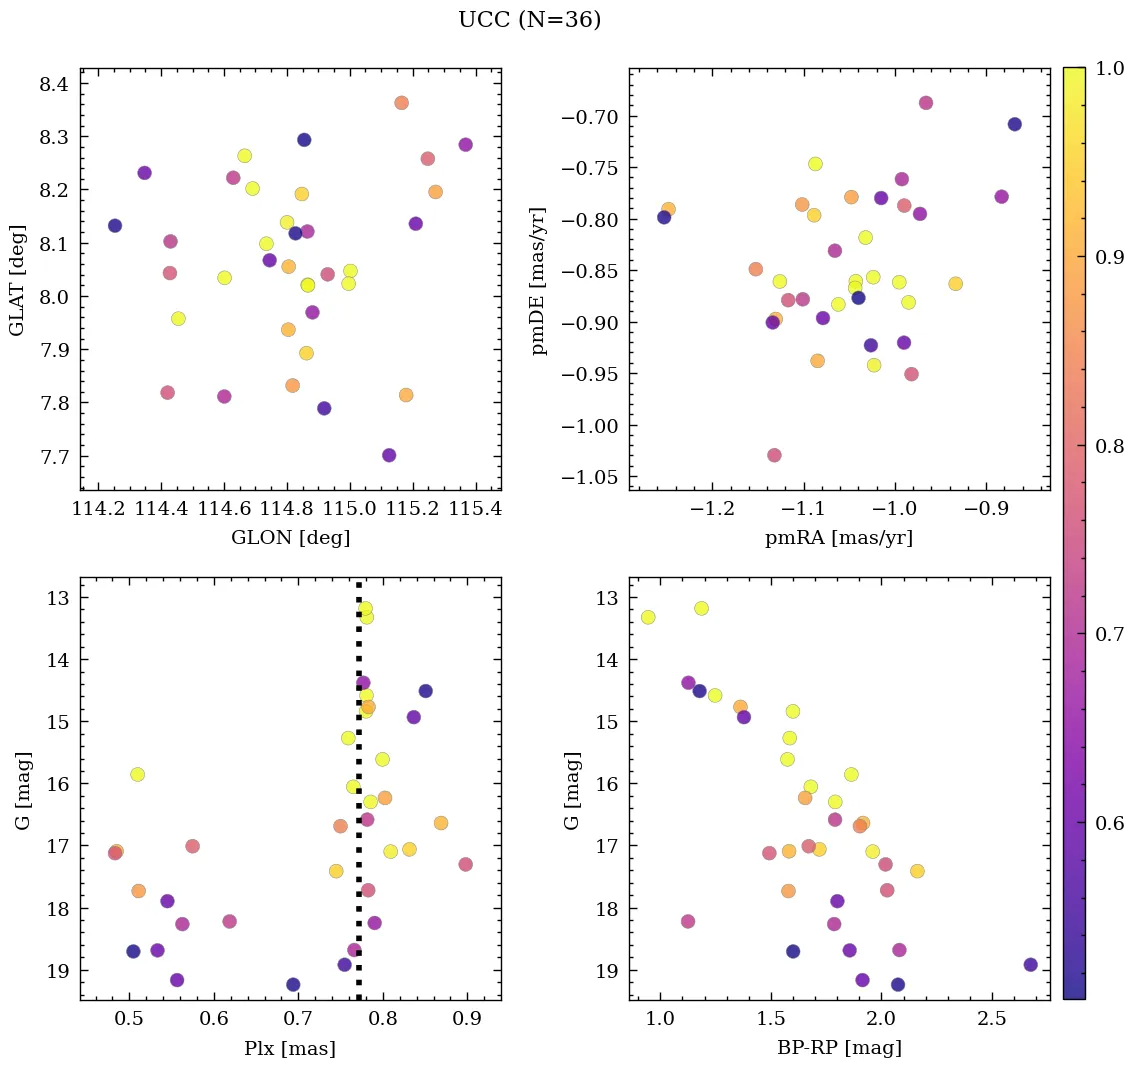 UCC (N=36)
8.4
8.3
8.2
8.1
8.0
7.9
7.8
7.7
GLAT [deg]
114.2 114.4 114.6 114.8 115.0 115.2 115.4
GLON [deg]
−0.70
−0.75
−0.80
−0.85
−0.90
−0.95
−1.00
−1.05
pmDE [mas/yr]
−1.2 −1.1 −1.0 −0.9
pmRA [mas/yr]
1.0
0.9
0.8
0.7
0.6
13
14
15
16
17
18
19
G [mag]
0.5 0.6 0.7 0.8 0.9
Plx [mas]
13
14
15
16
17
18
19
G [mag]
1.0 1.5 2.0 2.5
BP-RP [mag]